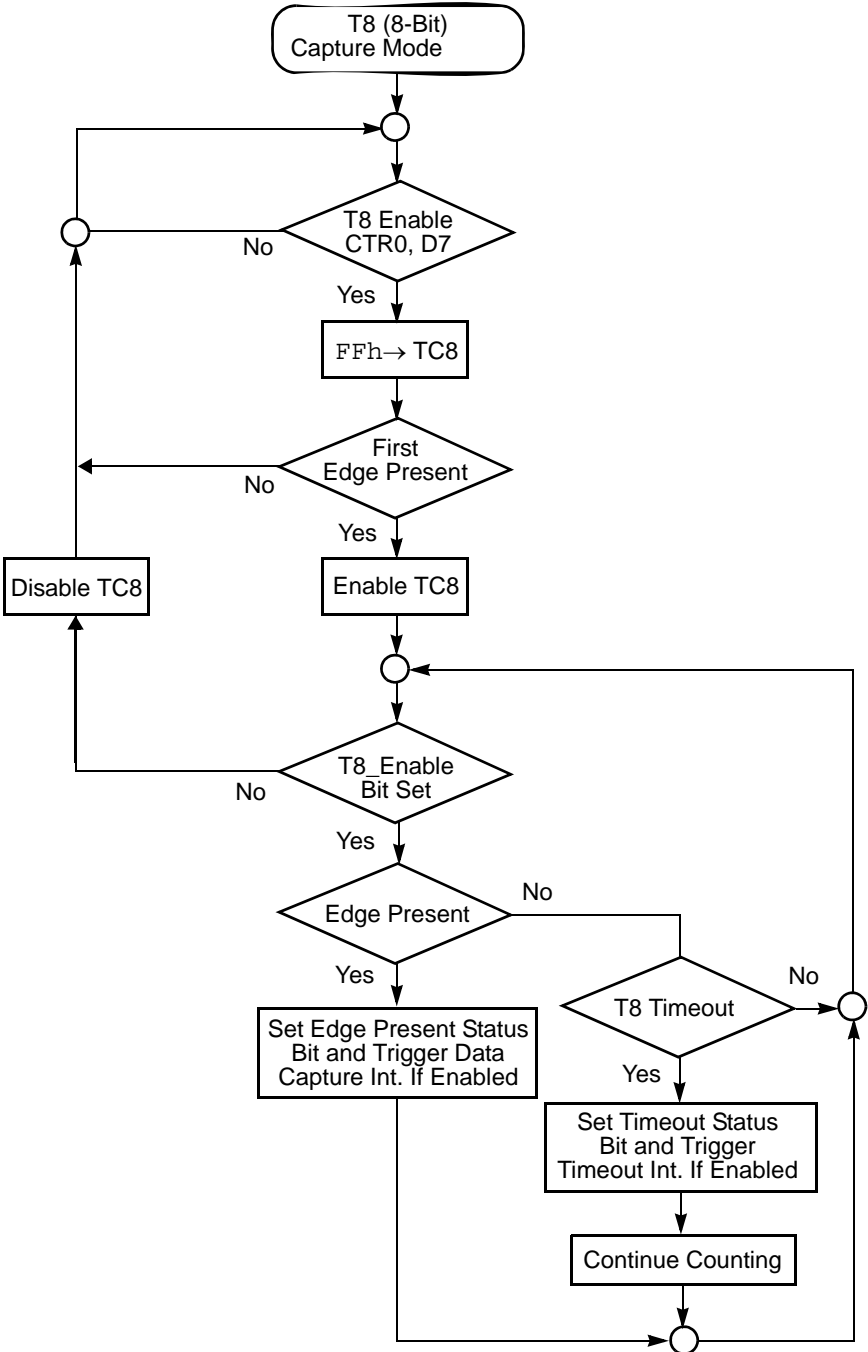 T8 (8-Bit)
Capture Mode
T8 Enable
CTR0, D7
No
Yes
FFh→ TC8
First
Edge Present
No
Yes
Disable TC8
Enable TC8
T8_Enable
Bit Set
No
Yes
Edge Present
No
Yes
T8 Timeout
No
Set Edge Present Status
Bit and Trigger Data
Capture Int. If Enabled
Yes
Set Timeout Status
Bit and Trigger
Timeout Int. If Enabled
Continue Counting